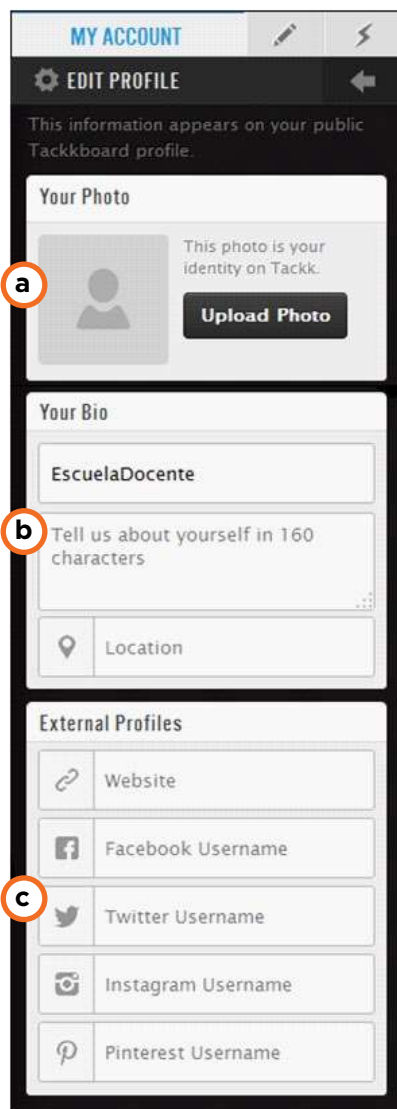 MY ACCOUNT
EDIT PROFILE
This information appears on your public
Tackkboard profile.
Your Photo
a
This photo is your
identity on Tackk.
Upload Photo
Your Bio
EscuelaDocente
b
Tell us about yourself in 160
characters
Location
External Profiles
Website
Facebook Username
c
Twitter Username
Instagram Username
Pinterest Username